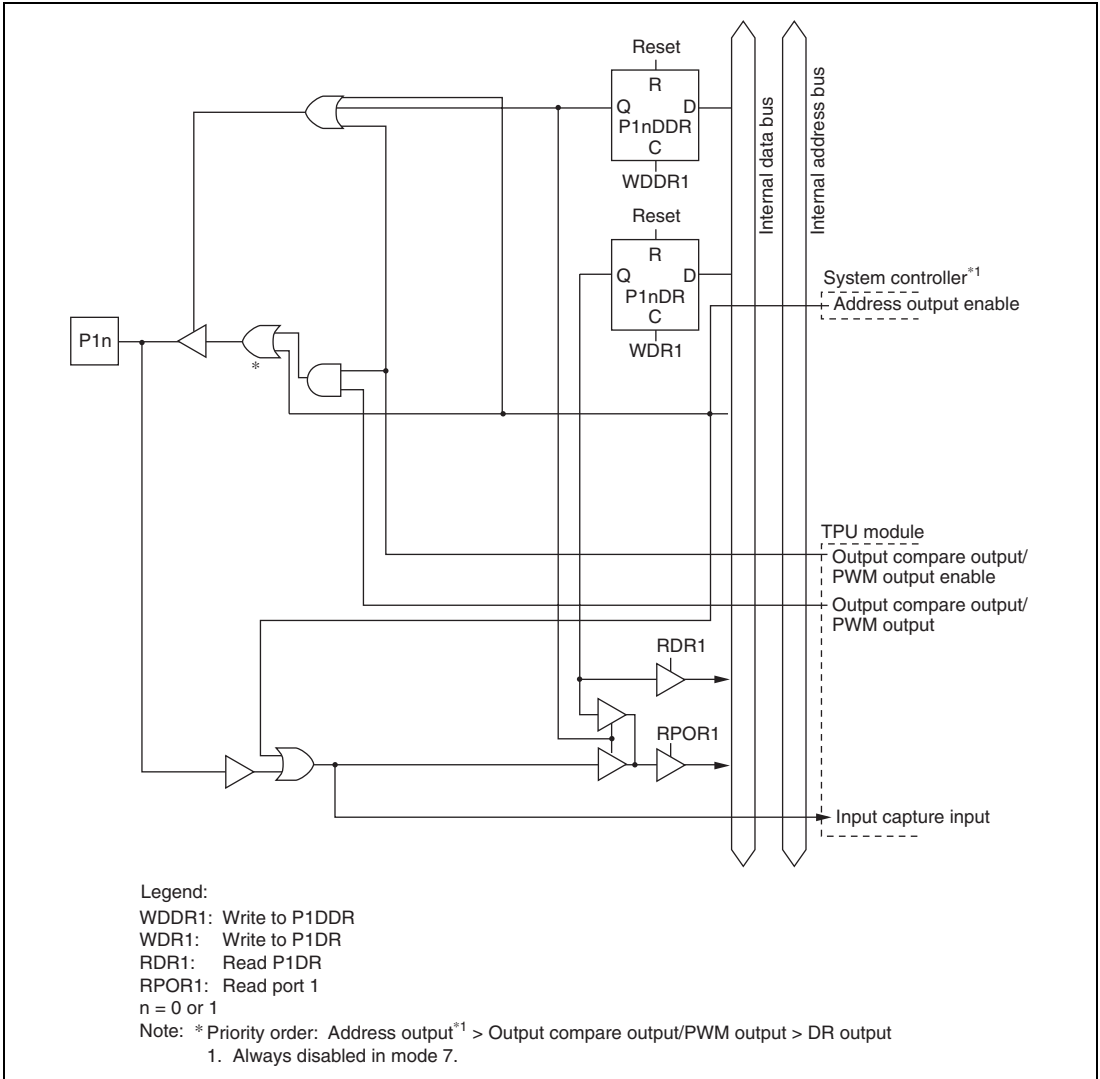 Reset
R
Q D
P1nDDR
C
WDDR1
Reset
R
Q D
P1nDR
C
WDR1
Internal data bus
Internal address bus
System controller*1
Address output enable
P1n
*
TPU module
Output compare output/
PWM output enable
Output compare output/
PWM output
RDR1
RPOR1
Input capture input
Legend:
WDDR1: Write to P1DDR
WDR1: Write to P1DR
RDR1: Read P1DR
RPOR1: Read port 1
n = 0 or 1
Note: * Priority order: Address output*1 > Output compare output/PWM output > DR output
1. Always disabled in mode 7.